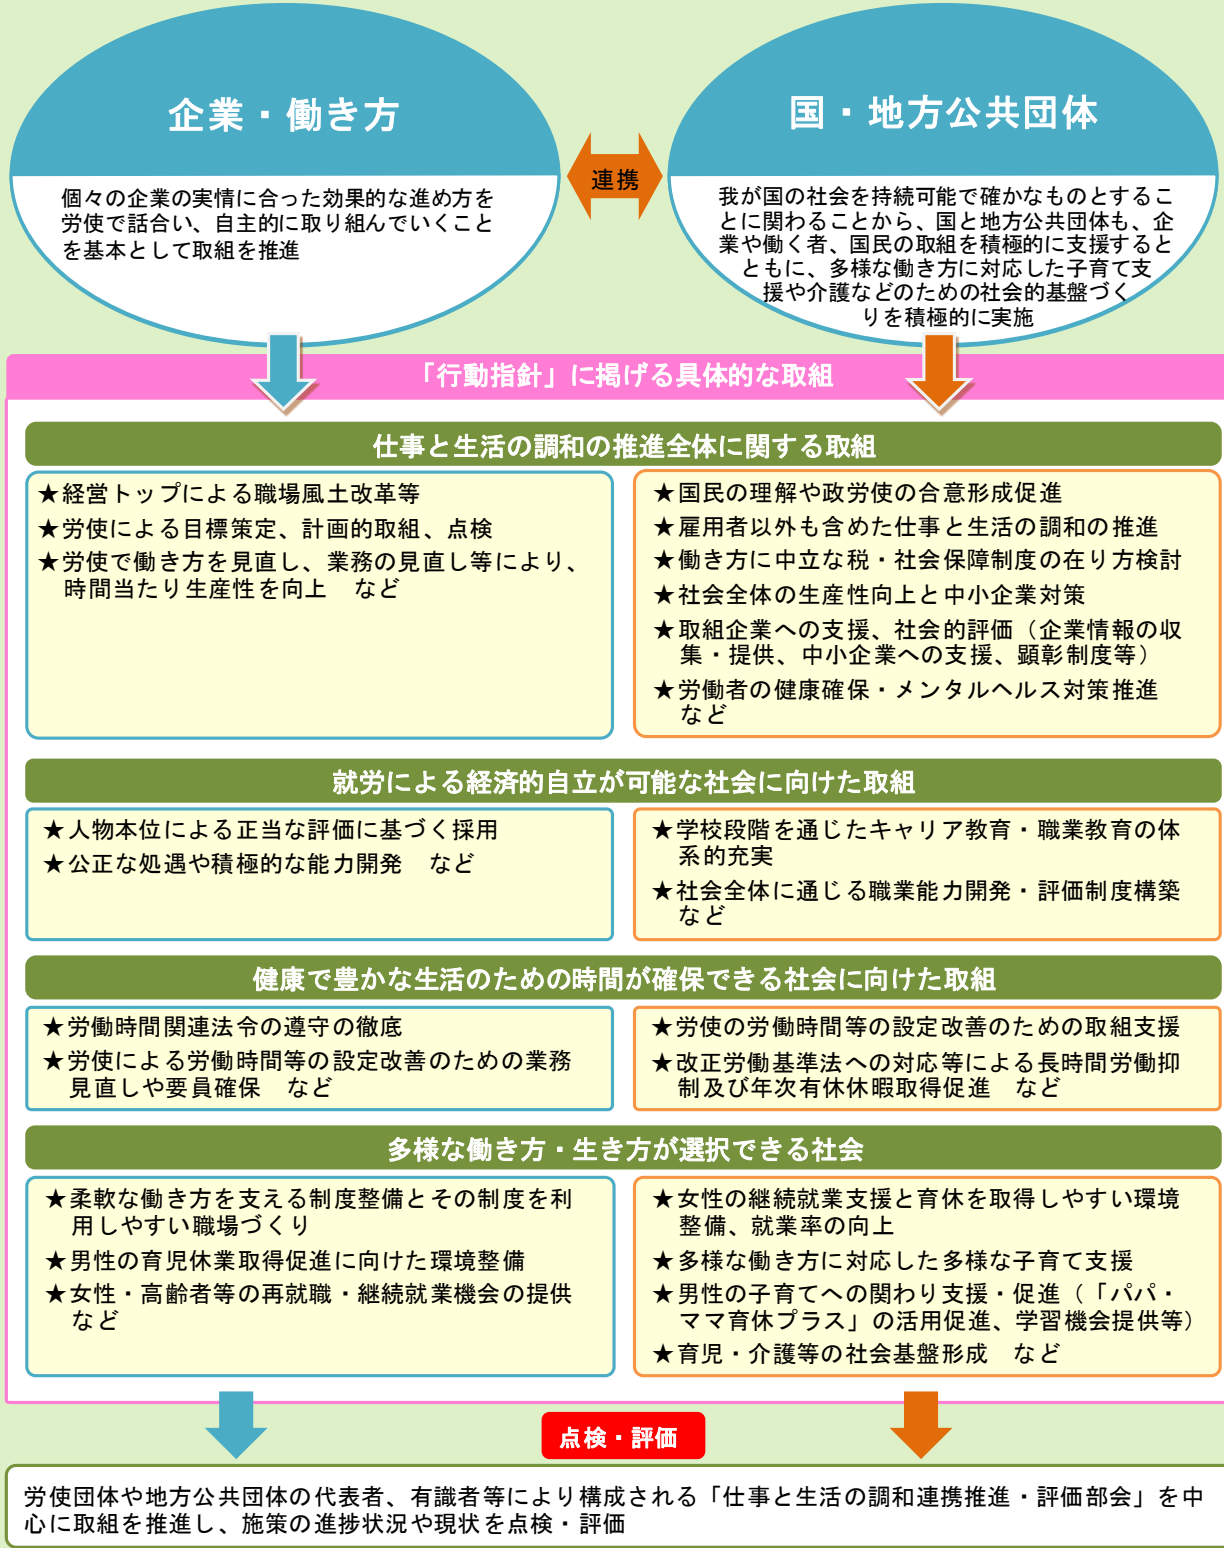 企業・働き方
個々の企業の実情に合った効果的な進め方を
労使で話合い、自主的に取り組んでいくこと
を基本として取組を推進
連携
国・地方公共団体
我が国の社会を持続可能で確かなものとするこ
とに関わることから、国と地方公共団体も、企
業や働く者、国民の取組を積極的に支援すると
ともに、多様な働き方に対応した子育て支
援や介護などのための社会的基盤づく
りを積極的に実施
「行動指針」に掲げる具体的な取組
仕事と生活の調和の推進全体に関する取組
★経営トップによる職場風土改革等
★労使による目標策定、計画的取組、点検
★労使で働き方を見直し、業務の見直し等により、
時間当たり生産性を向上　など
★国民の理解や政労使の合意形成促進
★雇用者以外も含めた仕事と生活の調和の推進
★働き方に中立な税・社会保障制度の在り方検討
★社会全体の生産性向上と中小企業対策
★取組企業への支援、社会的評価（企業情報の収
集・提供、中小企業への支援、顕彰制度等）
★労働者の健康確保・メンタルヘルス対策推進
など
就労による経済的自立が可能な社会に向けた取組
★人物本位による正当な評価に基づく採用
★公正な処遇や積極的な能力開発　など
★学校段階を通じたキャリア教育・職業教育の体
系的充実
★社会全体に通じる職業能力開発・評価制度構築
など
健康で豊かな生活のための時間が確保できる社会に向けた取組
★労働時間関連法令の遵守の徹底
★労使による労働時間等の設定改善のための業務
見直しや要員確保　など
★労使の労働時間等の設定改善のための取組支援
★改正労働基準法への対応等による長時間労働抑
制及び年次有休休暇取得促進　など
多様な働き方・生き方が選択できる社会
★柔軟な働き方を支える制度整備とその制度を利
用しやすい職場づくり
★男性の育児休業取得促進に向けた環境整備
★女性・高齢者等の再就職・継続就業機会の提供
など
★女性の継続就業支援と育休を取得しやすい環境
整備、就業率の向上
★多様な働き方に対応した多様な子育て支援
★男性の子育てへの関わり支援・促進（「パパ・
ママ育休プラス」の活用促進、学習機会提供等）
★育児・介護等の社会基盤形成　など
点検・評価
労使団体や地方公共団体の代表者、有識者等により構成される「仕事と生活の調和連携推進・評価部会」を中
心に取組を推進し、施策の進捗状況や現状を点検・評価